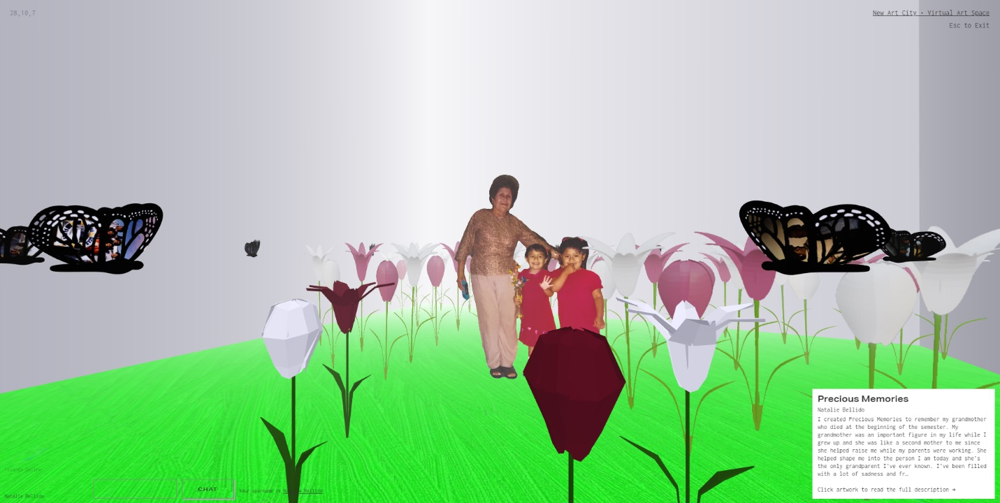 28,10,7
New Art City • Virtual Art Space
Esc to Exit
Precious Memories
Natalie Bellido
I created Precious Memories to remember my grandmother
who died at the beginning of the semester. My
grandmother was an important figure in my life while I
grew up and she was like a second mother to me since
she helped raise me while my parents were working. She
helped shape me into the person I am today and she's
the only grandparent I've ever known. I've been filled
with a lot of sadness and fr…
Click artwork to read the full description →
Friends Online
CHAT
Your username is Natalie Bellido
Natalie Bellido